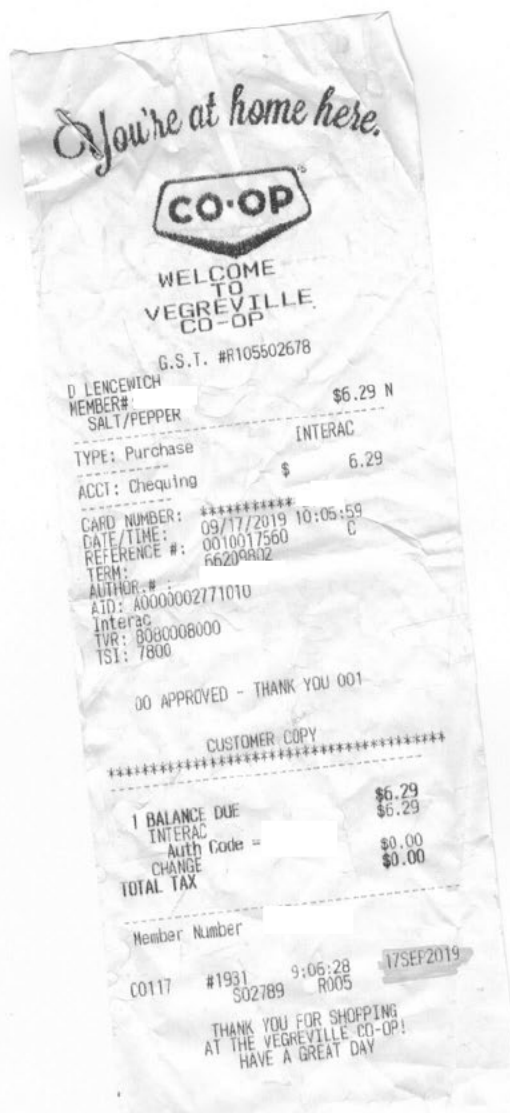 You're at home here.
CO·OP
WELCOME
TO
VEGREVILLE
CO-OP
G.S.T. #R105502678
D LENCEWICH
MEMBER#
SALT/PEPPER $6.29 N
TYPE: Purchase INTERAC
ACCT: Chequing $ 6.29
CARD NUMBER: ************
DATE/TIME: 09/17/2019 10:05:59
REFERENCE #: 0010017560 C
TERM: 66209802
AUTHOR.# :
AID: A0000002771010
Interac
TVR: 8080008000
TSI: 7800
00 APPROVED - THANK YOU 001
CUSTOMER COPY
****************************************
1 BALANCE DUE $6.29
INTERAC $6.29
Auth Code =
CHANGE $0.00
TOTAL TAX $0.00
Member Number
C0117 #1931 9:06:28 17SEP2019
S02789 R005
THANK YOU FOR SHOPPING
AT THE VEGREVILLE CO-OP!
HAVE A GREAT DAY